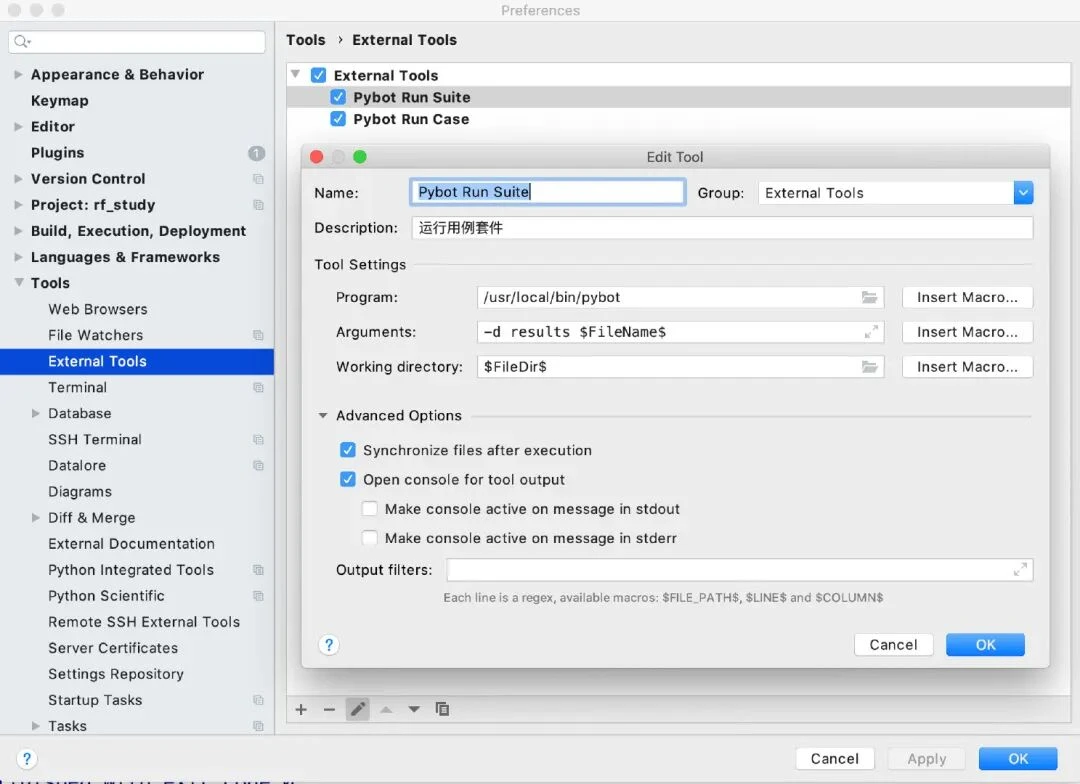 Preferences
Tools › External Tools
Appearance & Behavior
Keymap
Editor
Plugins 1
Version Control
Project: rf_study
Build, Execution, Deployment
Languages & Frameworks
Tools
Web Browsers
File Watchers
External Tools
Terminal
Database
SSH Terminal
Datalore
Diagrams
Diff & Merge
External Documentation
Python Integrated Tools
Python Scientific
Remote SSH External Tools
Server Certificates
Settings Repository
Startup Tasks
Tasks
External Tools
Pybot Run Suite
Pybot Run Case
Edit Tool
Name: Pybot Run Suite Group: External Tools
Description: 运行用例套件
Tool Settings
Program: /usr/local/bin/pybot Insert Macro...
Arguments: -d results $FileName$ Insert Macro...
Working directory: $FileDir$ Insert Macro...
Advanced Options
Synchronize files after execution
Open console for tool output
Make console active on message in stdout
Make console active on message in stderr
Output filters:
Each line is a regex, available macros: $FILE_PATH$, $LINE$ and $COLUMN$
? Cancel OK
? Cancel Apply OK